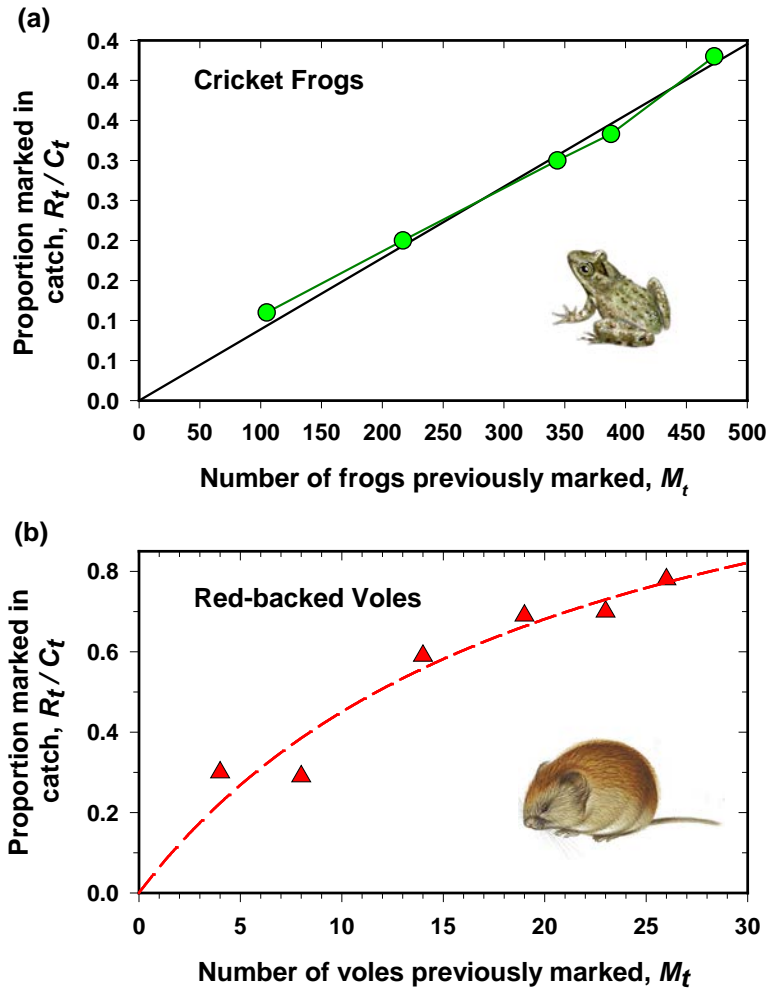 (a)
Cricket Frogs
Proportion marked in
catch, Rt / Ct
0.4
0.4
0.4
0.3
0.3
0.2
0.2
0.1
0.1
0.0
0 50 100 150 200 250 300 350 400 450 500
Number of frogs previously marked, Mt
(b)
Red-backed Voles
Proportion marked in
catch, Rt / Ct
0.8
0.6
0.4
0.2
0.0
0 5 10 15 20 25 30
Number of voles previously marked, Mt